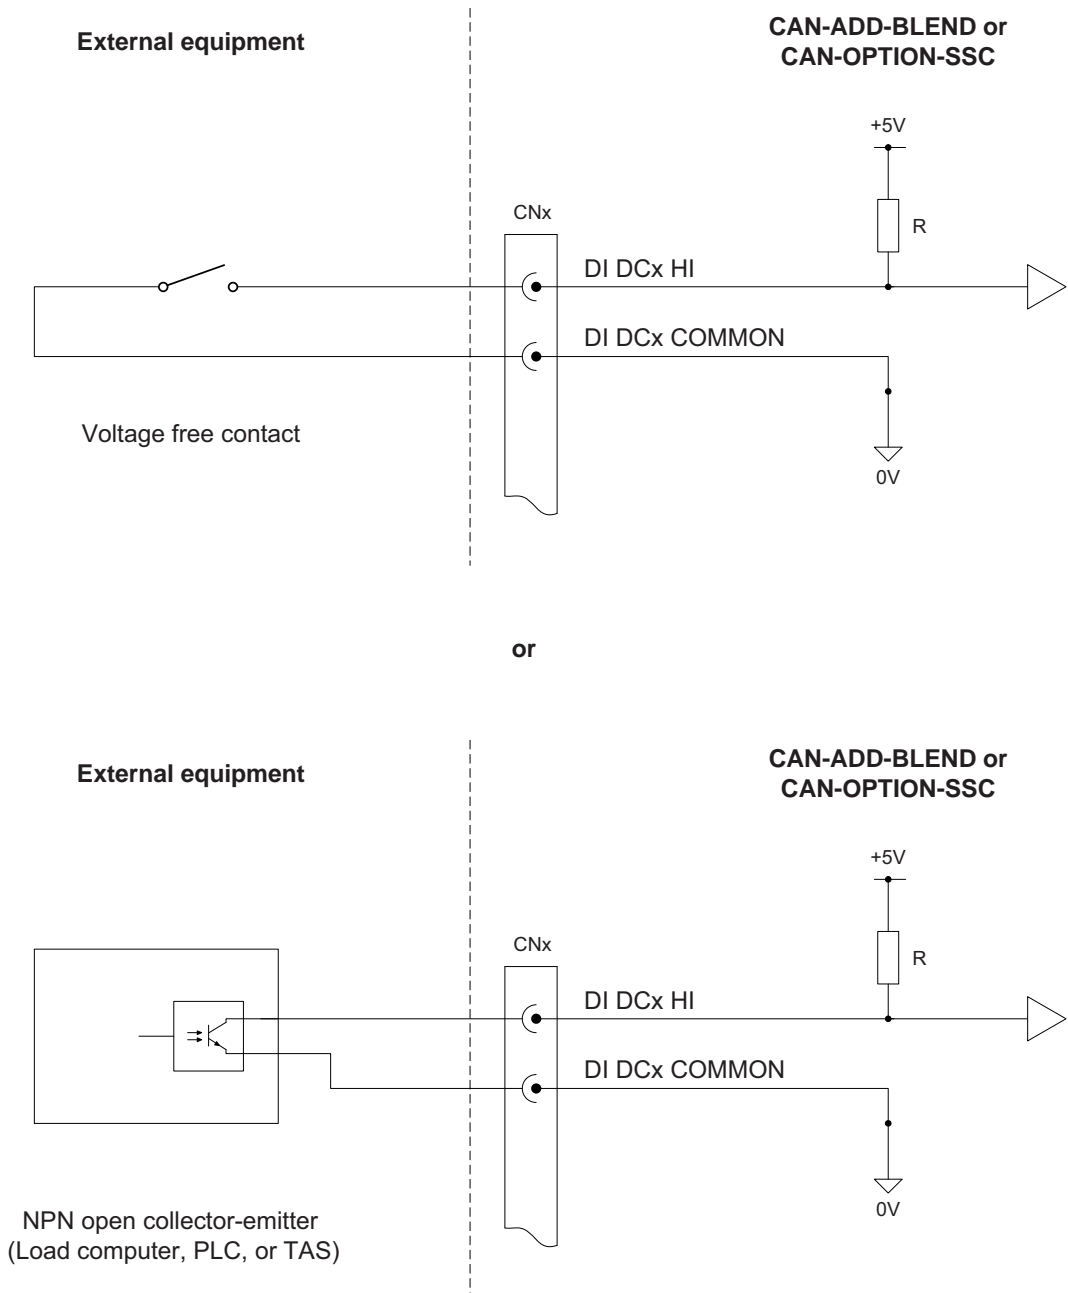 External equipment
CAN-ADD-BLEND or
CAN-OPTION-SSC
+5V
R
CNx
DI DCx HI
DI DCx COMMON
Voltage free contact
0V
or
External equipment
CAN-ADD-BLEND or
CAN-OPTION-SSC
+5V
R
CNx
DI DCx HI
DI DCx COMMON
0V
NPN open collector-emitter
(Load computer, PLC, or TAS)